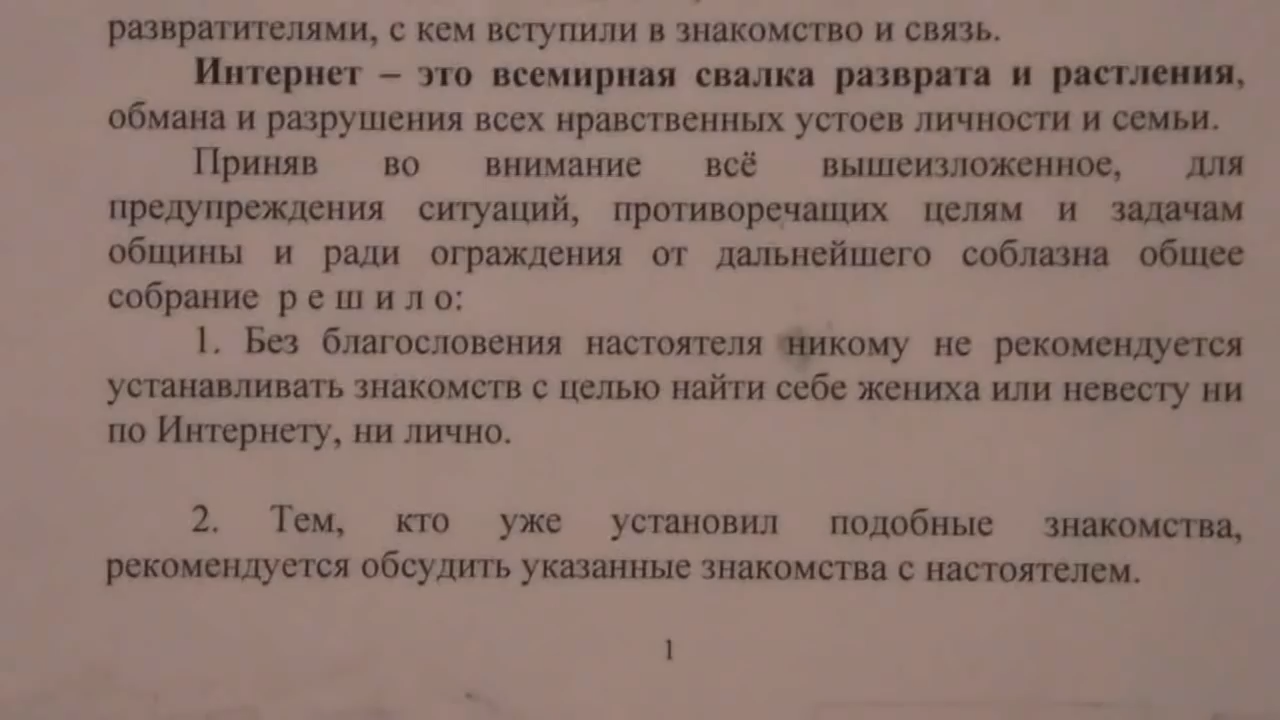 развратителями, с кем вступили в знакомство и связь.
Интернет – это всемирная свалка разврата и растления,
обмана и разрушения всех нравственных устоев личности и семьи.
Приняв во внимание всё вышеизложенное, для
предупреждения ситуаций, противоречащих целям и задачам
общины и ради ограждения от дальнейшего соблазна общее
собрание р е ш и л о:
1. Без благословения настоятеля никому не рекомендуется
устанавливать знакомств с целью найти себе жениха или невесту ни
по Интернету, ни лично.
2. Тем, кто уже установил подобные знакомства,
рекомендуется обсудить указанные знакомства с настоятелем.
1